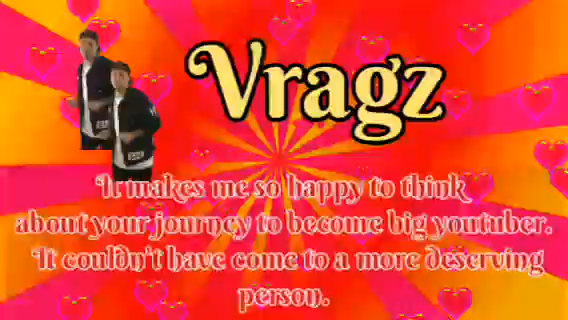 Vragz
It makes me so happy to think
about your journey to become big youtuber.
It couldn't have come to a more deserving
person.